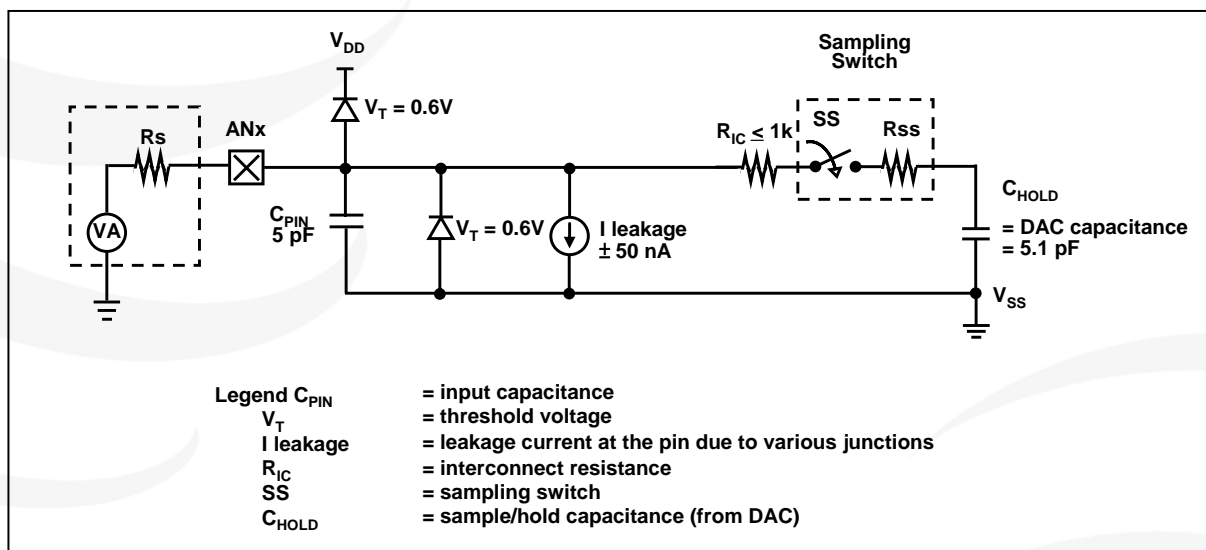 V_DD
Sampling
Switch
V_T = 0.6V
Rs
ANx
R_IC ≤ 1k
SS
Rss
VA
C_PIN
5 pF
V_T = 0.6V
I leakage
± 50 nA
C_HOLD
= DAC capacitance
= 5.1 pF
V_SS
Legend C_PIN = input capacitance
V_T = threshold voltage
I leakage = leakage current at the pin due to various junctions
R_IC = interconnect resistance
SS = sampling switch
C_HOLD = sample/hold capacitance (from DAC)